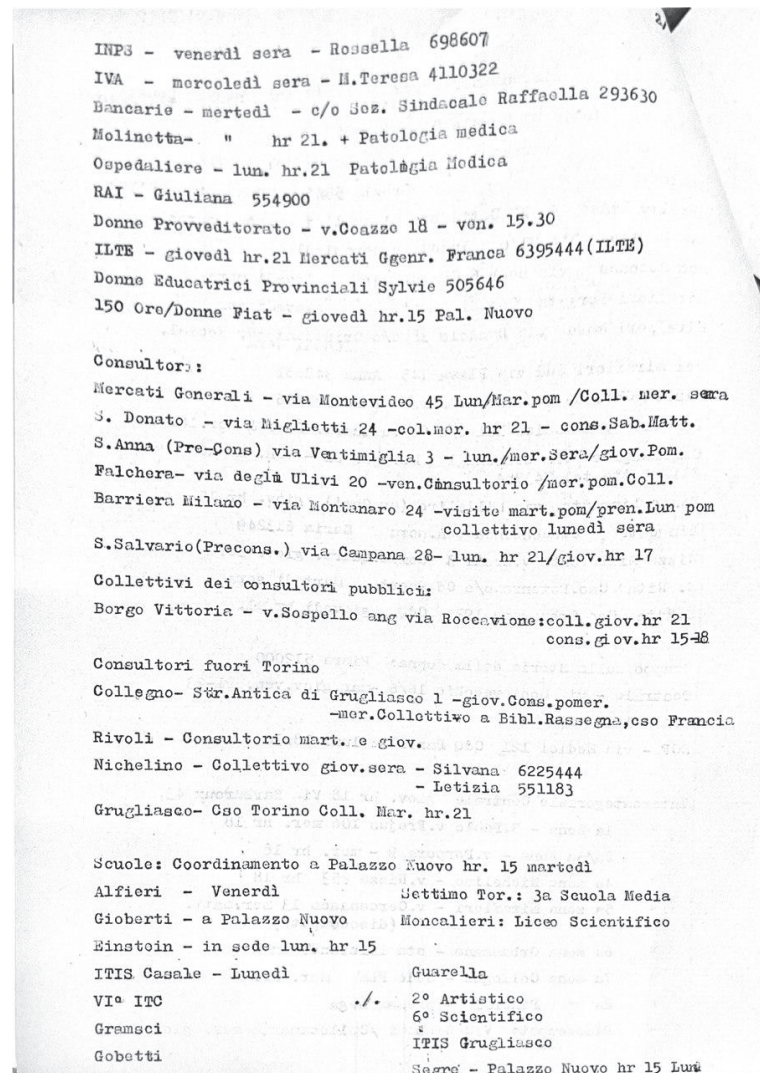 INPS - venerdì sera - Rossella 698607
IVA - mercoledì sera - M.Teresa 4110322
Bancarie - martedì - c/o Sez. Sindacale Raffaella 293630
Molinetta- " hr 21. + Patologia medica
Ospedaliere - lun. hr.21 Patologia Medica
RAI - Giuliana 554900
Donne Provveditorato - v.Coazze 18 - ven. 15.30
ILTE - giovedì hr.21 Mercati Ggenr. Franca 6395444(ILTE)
Donne Educatrici Provinciali Sylvie 505646
150 Ore/Donne Fiat - giovedì hr.15 Pal. Nuovo
Consultori:
Mercati Generali - via Montevideo 45 Lun/Mar.pom /Coll. mer. sera
S. Donato - via Miglietti 24 -col.mer. hr 21 - cons.Sab.Matt.
S.Anna (Pre-Cons) via Ventimiglia 3 - lun./mer.Sera/giov.Pom.
Falchera- via degli Ulivi 20 -ven.Consultorio /mer.pom.Coll.
Barriera Milano - via Montanaro 24 -visite mart.pom/pren.Lun pom
collettivo lunedì sera
S.Salvario(Precons.) via Campana 28- lun. hr 21/giov.hr 17
Collettivi dei consultori pubblici:
Borgo Vittoria - v.Sospello ang via Roccavione:coll.giov.hr 21
cons.giov.hr 15-18
Consultori fuori Torino
Collegno- Str.Antica di Grugliasco 1 -giov.Cons.pomer.
-mer.Collettivo a Bibl.Rassegna,cso Francia
Rivoli - Consultorio mart. e giov.
Nichelino - Collettivo giov.sera - Silvana 6225444
- Letizia 551183
Grugliasco- Cso Torino Coll. Mar. hr.21
Scuole: Coordinamento a Palazzo Nuovo hr. 15 martedì
Alfieri - Venerdì
Settimo Tor.: 3a Scuola Media
Gioberti - a Palazzo Nuovo
Moncalieri: Liceo Scientifico
Einstein - in sede lun. hr 15
ITIS Casale - Lunedì
Guarella
VIª ITC
./.
2º Artistico
6º Scientifico
Gramsci
ITIS Grugliasco
Gobetti
Segrè - Palazzo Nuovo hr 15 Lun